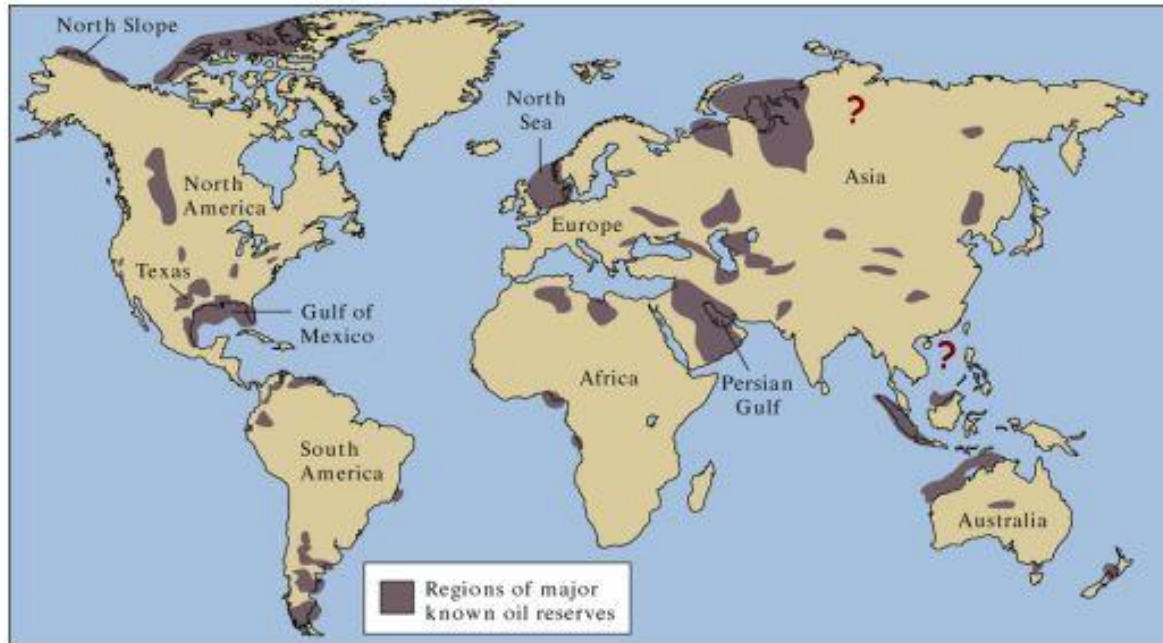 North Slope
North
Sea
?
North
America
Asia
Europe
Texas
Gulf of
Mexico
?
Africa
Persian
Gulf
South
America
Australia
Regions of major
known oil reserves